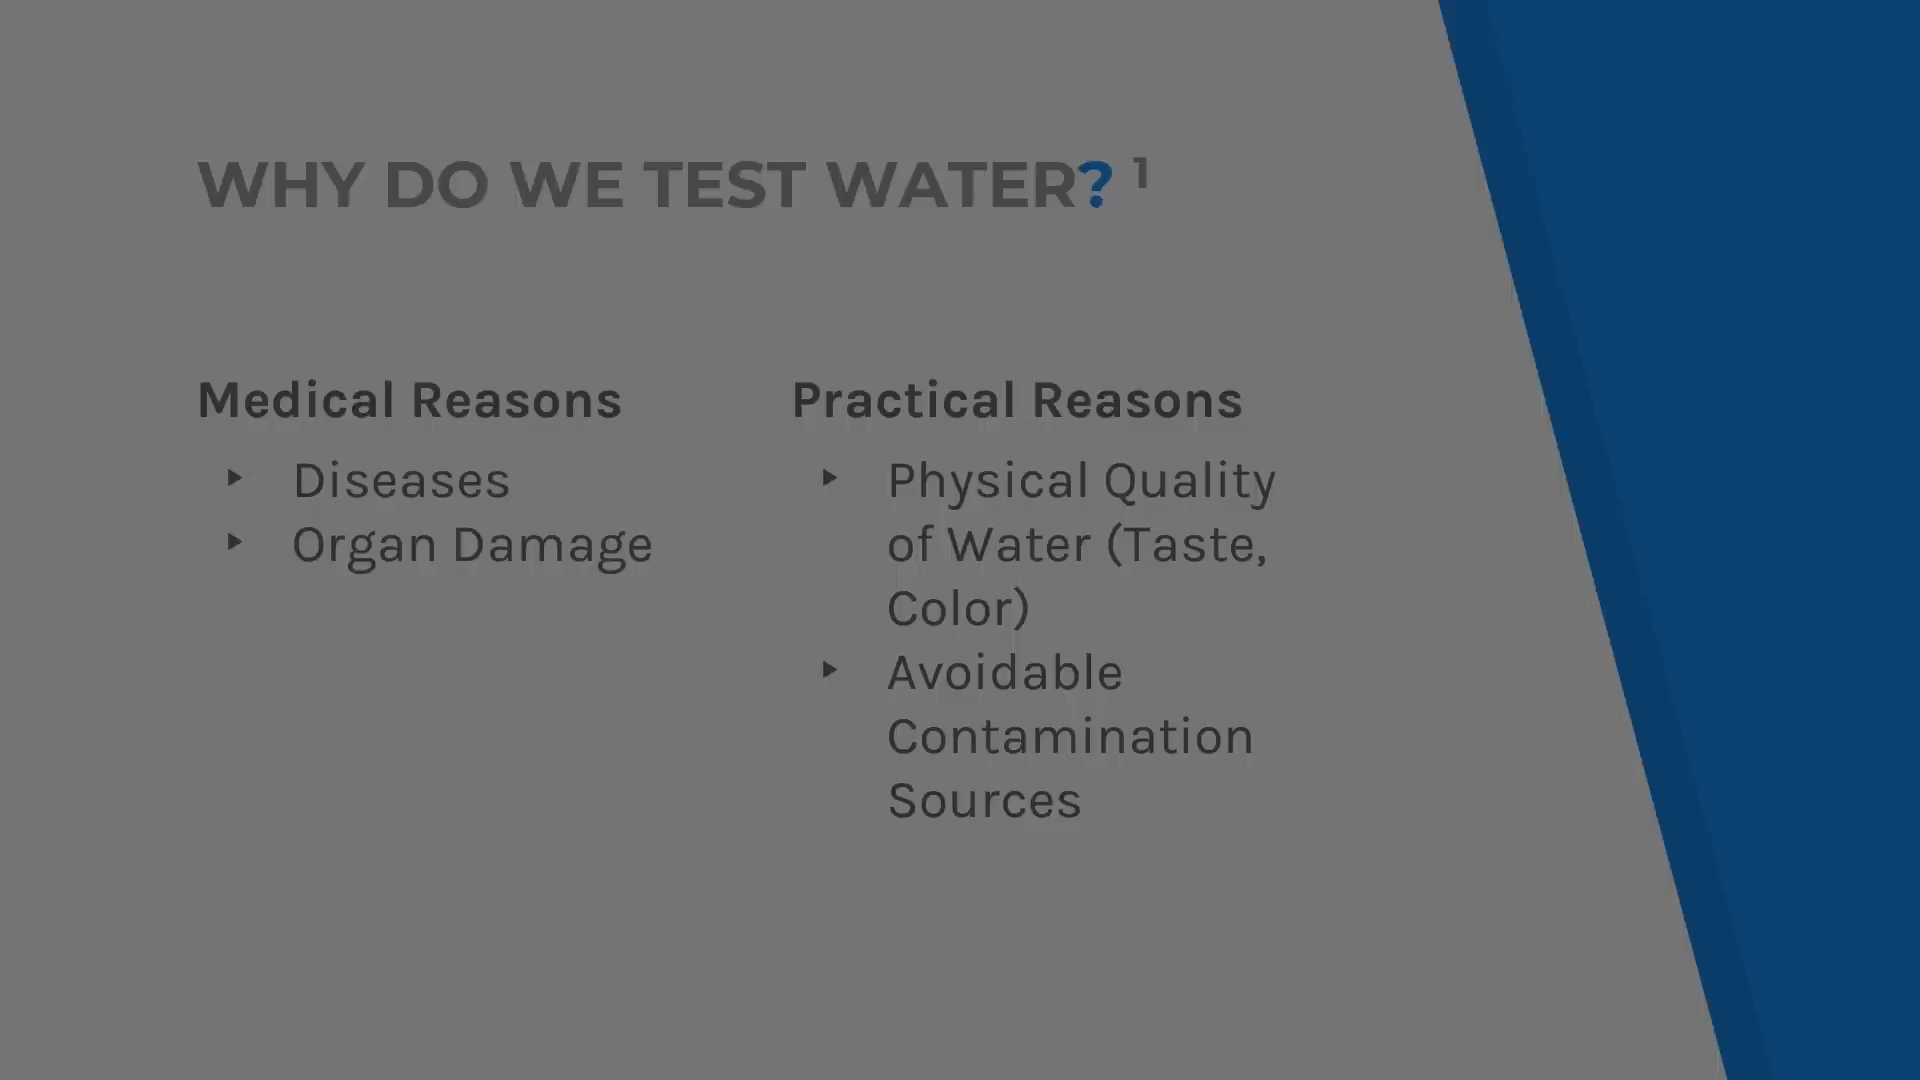 WHY DO WE TEST WATER? 1
Medical Reasons
‣ Diseases
‣ Organ Damage
Practical Reasons
‣ Physical Quality
of Water (Taste,
Color)
‣ Avoidable
Contamination
Sources